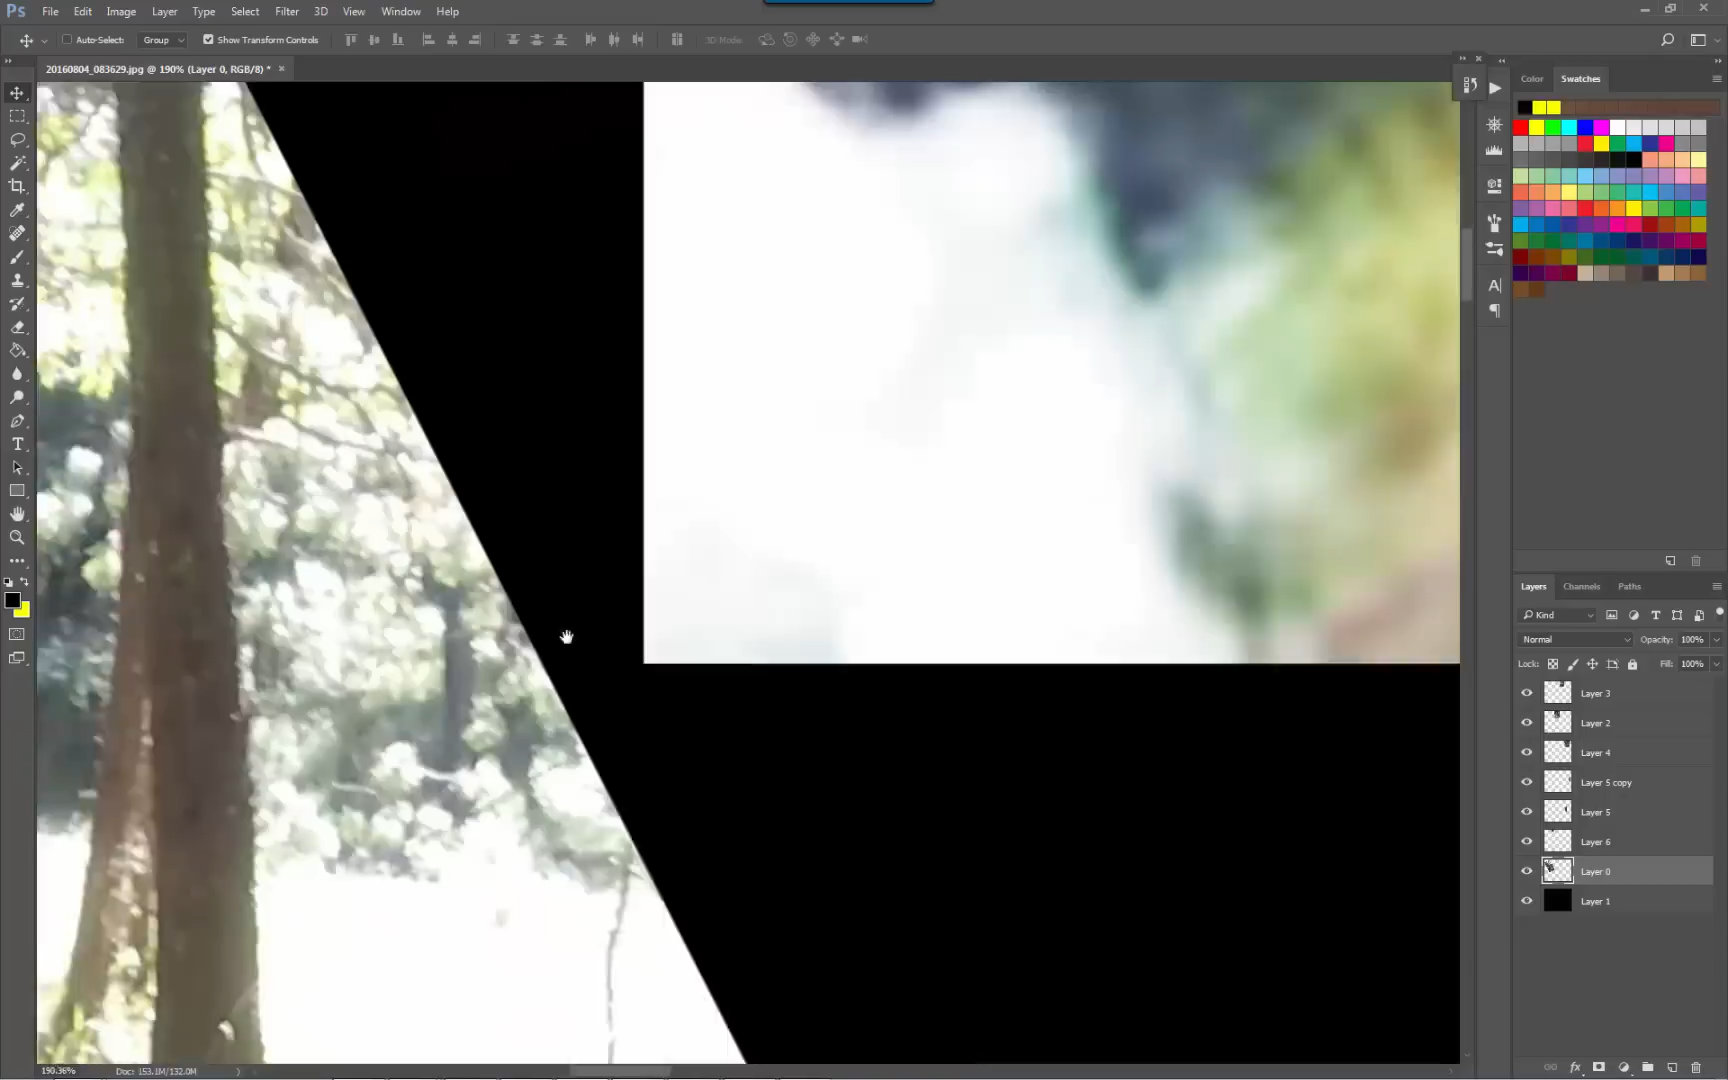 Ps File Edit Image Layer Type Select Filter 3D View Window Help
Auto-Select: Group Show Transform Controls 3D Mode:
20160804_083629.jpg @ 190% (Layer 0, RGB/8) * ×
Color Swatches
Layers Channels Paths
Kind
Normal Opacity: 100%
Lock: Fill: 100%
Layer 3
Layer 2
Layer 4
Layer 5 copy
Layer 5
Layer 6
Layer 0
Layer 1
190.36% Doc: 153.1M/132.0M